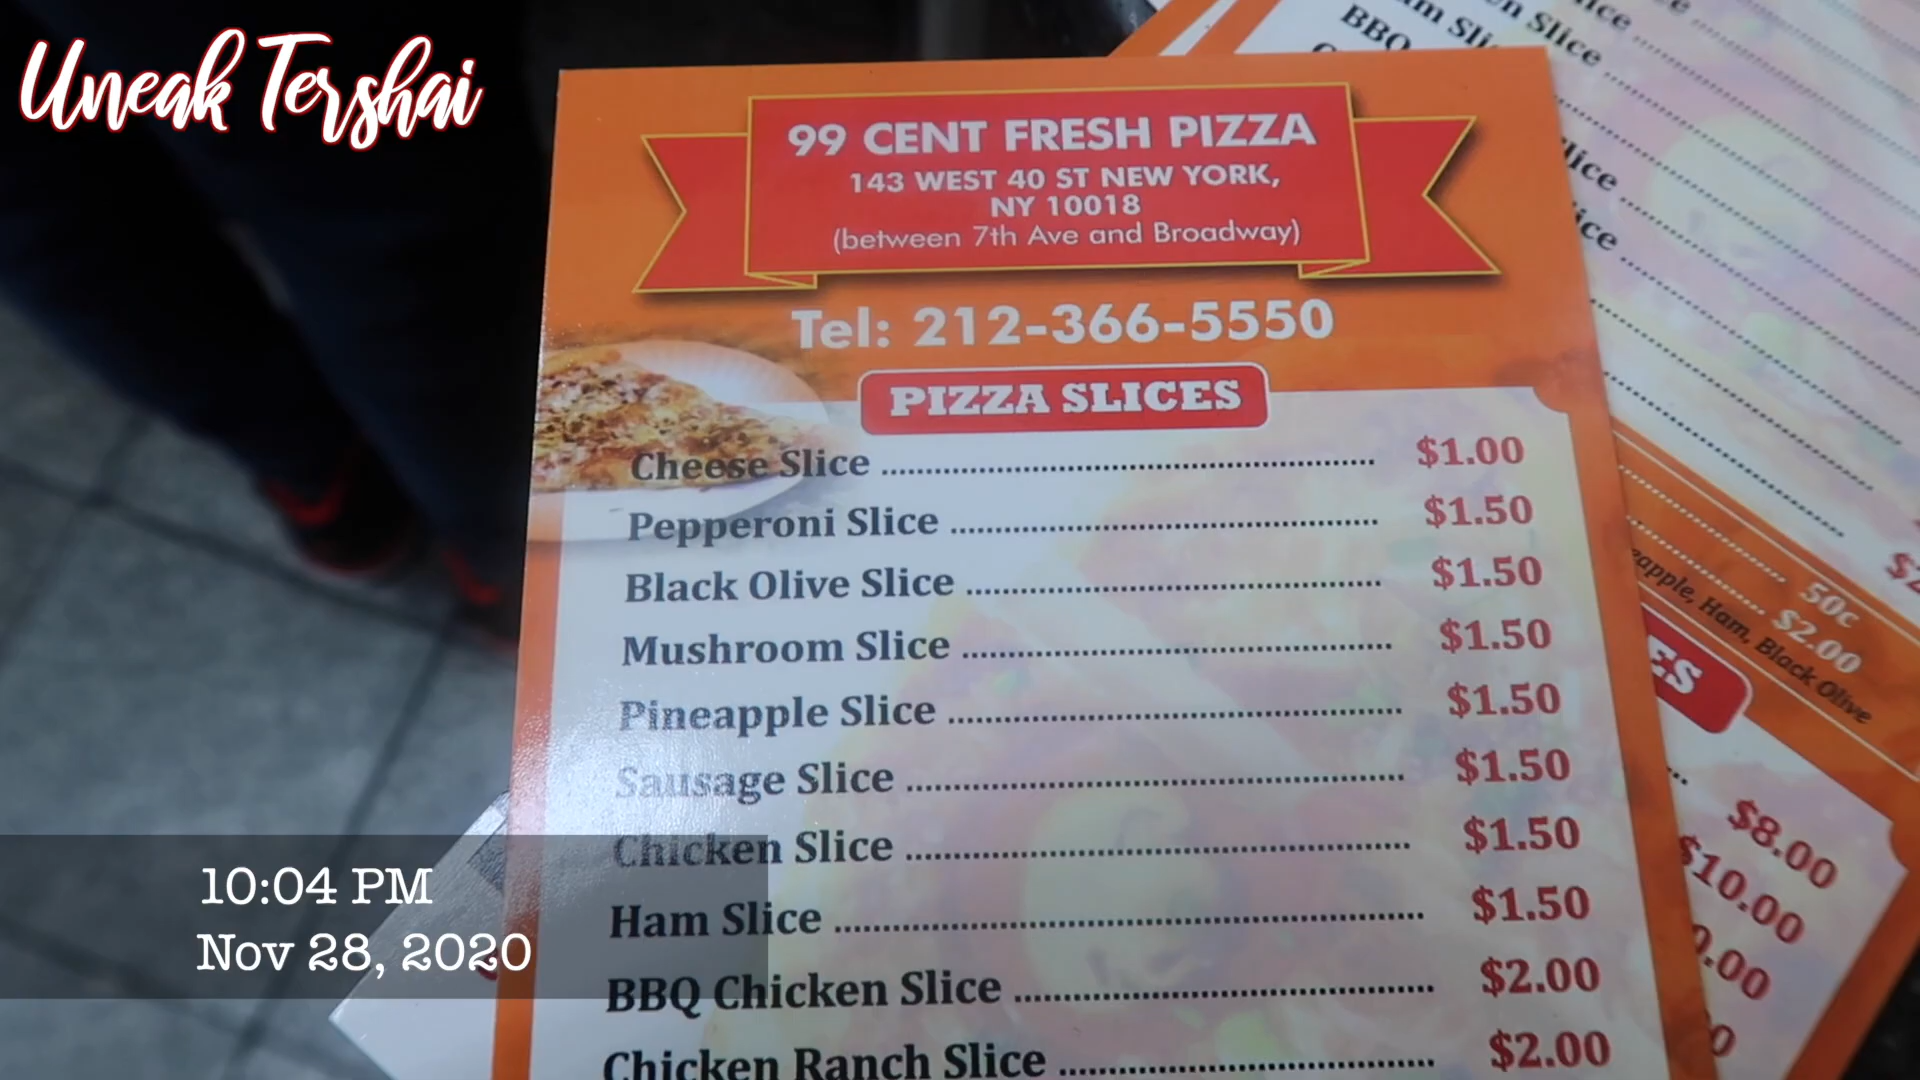 Uneak Tershai
99 CENT FRESH PIZZA
143 WEST 40 ST NEW YORK,
NY 10018
(between 7th Ave and Broadway)
Tel: 212-366-5550
PIZZA SLICES
Cheese Slice ........ $1.00
Pepperoni Slice ........ $1.50
Black Olive Slice ........ $1.50
Mushroom Slice ........ $1.50
Pineapple Slice ........ $1.50
Sausage Slice ........ $1.50
Chicken Slice ........ $1.50
Ham Slice ........ $1.50
BBQ Chicken Slice ........ $2.00
Chicken Ranch Slice ........ $2.00
BBQ
Slice
50c
$2.00
Ham, Black Olive
$8.00
$10.00
10:04 PM
Nov 28, 2020